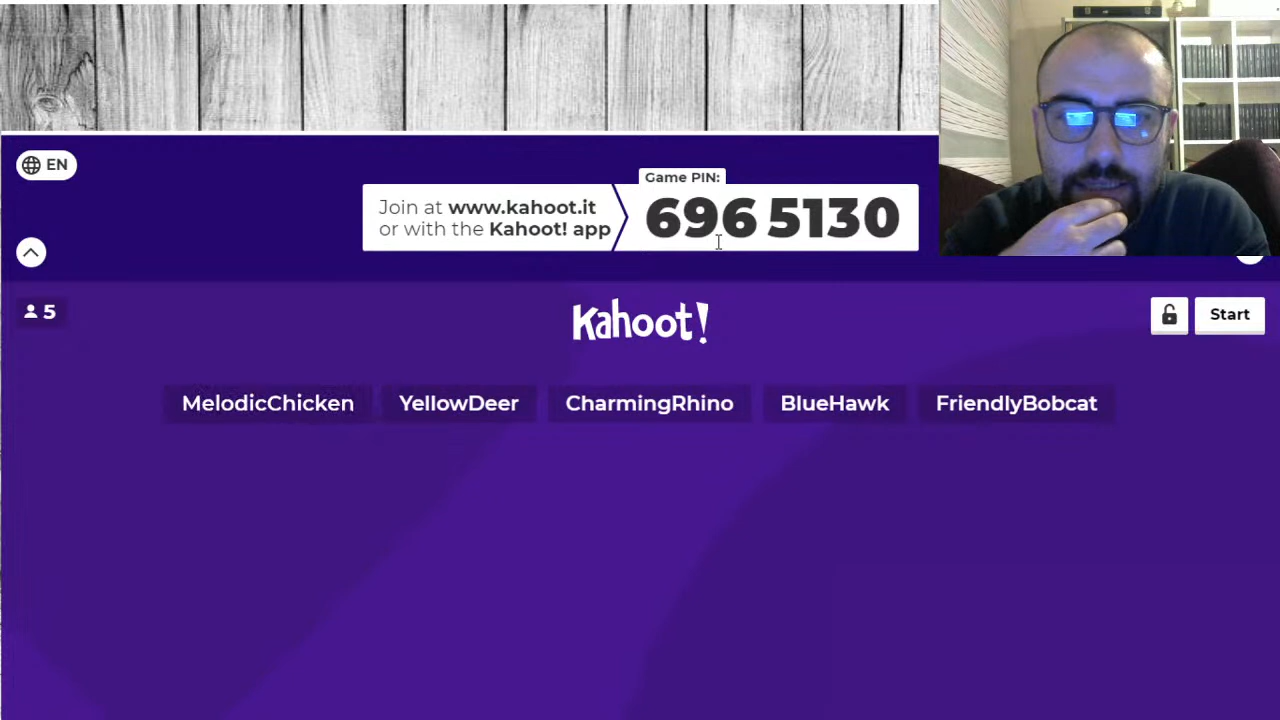 EN
Game PIN:
Join at www.kahoot.it
or with the Kahoot! app
696 5130
5
Kahoot!
Start
MelodicChicken YellowDeer CharmingRhino BlueHawk FriendlyBobcat